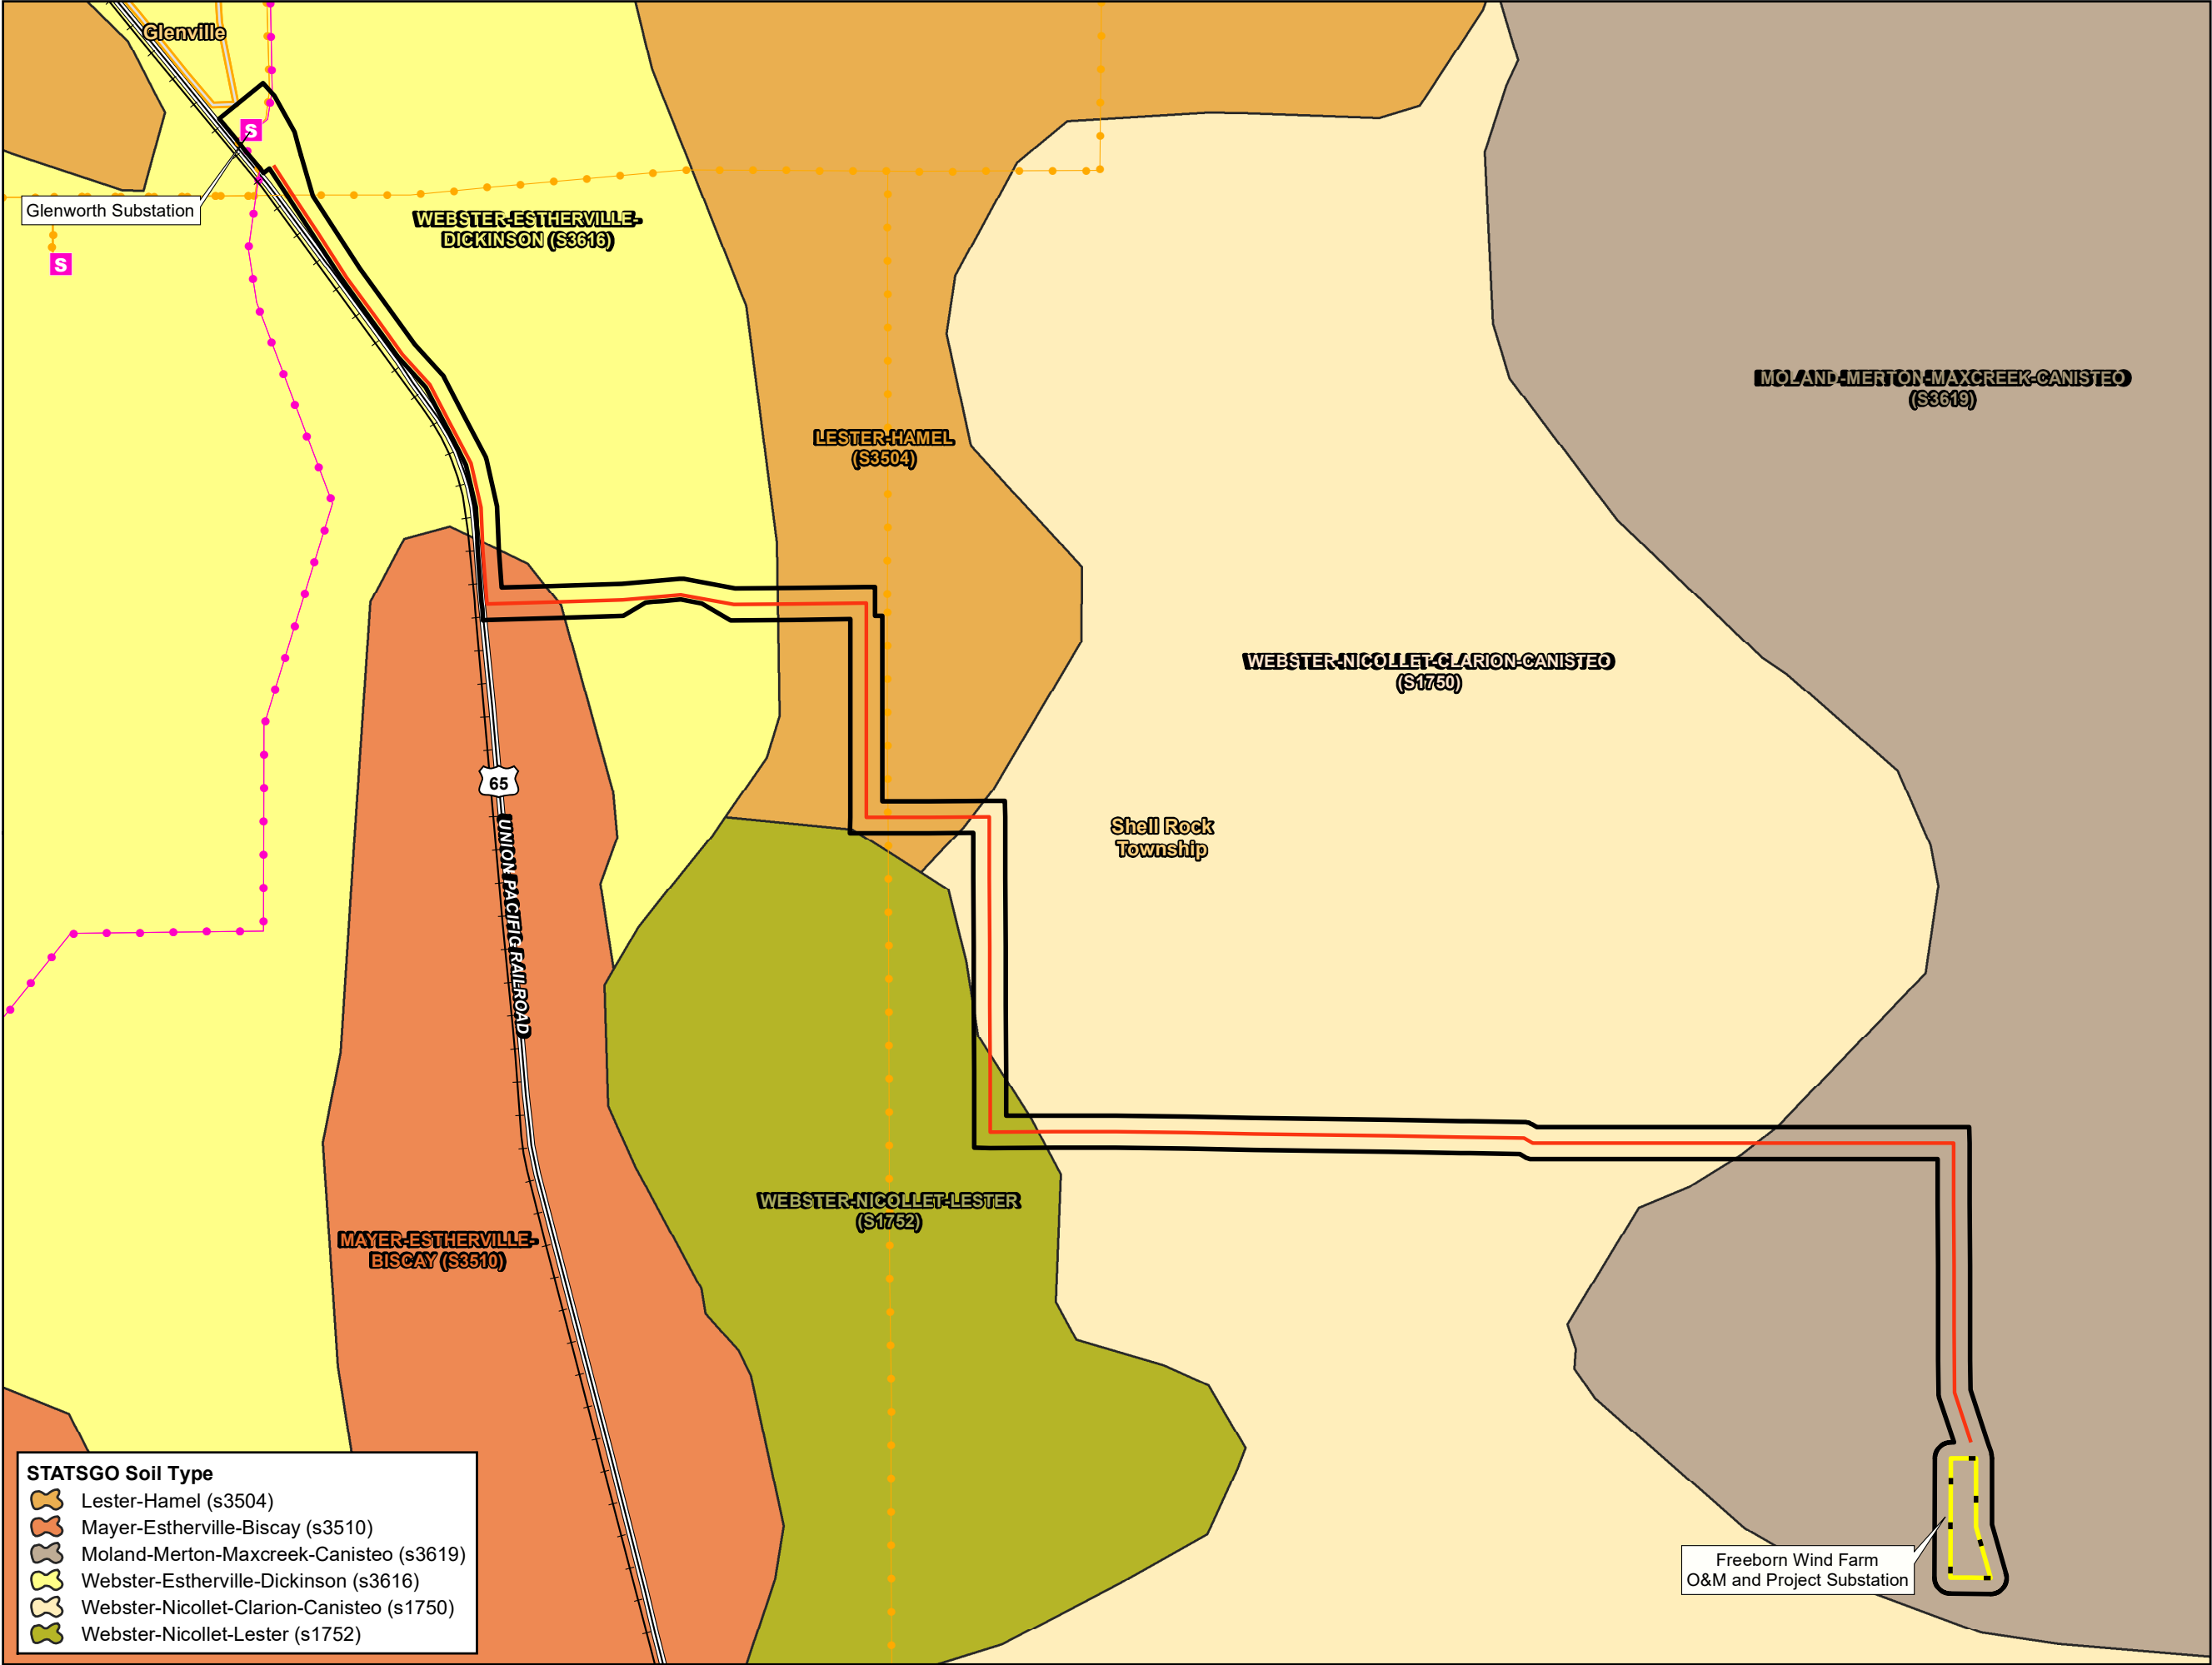 Glenville
S
Glenworth Substation
S
WEBSTER-ESTHERVILLE-
DICKINSON (S3616)
MOLAND-MERTON-MAXCREEK-CANISTEO
(S3619)
LESTER-HAMEL
(S3504)
WEBSTER-NICOLLET-CLARION-CANISTEO
(S1750)
65
UNION PACIFIC RAILROAD
Shell Rock
Township
WEBSTER-NICOLLET-LESTER
(S1752)
MAYER-ESTHERVILLE-
BISCAY (S3510)
STATSGO Soil Type
Lester-Hamel (s3504)
Mayer-Estherville-Biscay (s3510)
Moland-Merton-Maxcreek-Canisteo (s3619)
Webster-Estherville-Dickinson (s3616)
Webster-Nicollet-Clarion-Canisteo (s1750)
Webster-Nicollet-Lester (s1752)
Freeborn Wind Farm
O&M and Project Substation